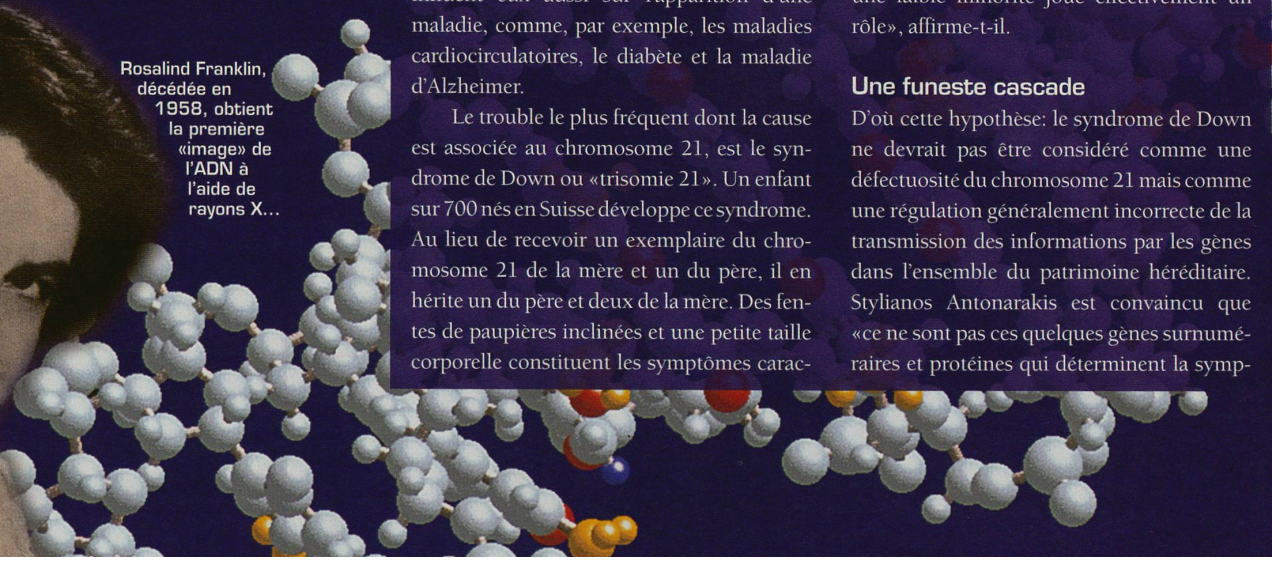 Rosalind Franklin,
décédée en
1958, obtient
la première
«image» de
l'ADN à
l'aide de
rayons X...
maladie, comme, par exemple, les maladies
cardiocirculatoires, le diabète et la maladie
d'Alzheimer.
Le trouble le plus fréquent dont la cause
est associée au chromosome 21, est le syn-
drome de Down ou «trisomie 21». Un enfant
sur 700 nés en Suisse développe ce syndrome.
Au lieu de recevoir un exemplaire du chro-
mosome 21 de la mère et un du père, il en
hérite un du père et deux de la mère. Des fen-
tes de paupières inclinées et une petite taille
corporelle constituent les symptômes carac-
rôle», affirme-t-il.
Une funeste cascade
D'où cette hypothèse: le syndrome de Down
ne devrait pas être considéré comme une
défectuosité du chromosome 21 mais comme
une régulation généralement incorrecte de la
transmission des informations par les gènes
dans l'ensemble du patrimoine héréditaire.
Stylianos Antonarakis est convaincu que
«ce ne sont pas ces quelques gènes surnumé-
raires et protéines qui déterminent la symp-